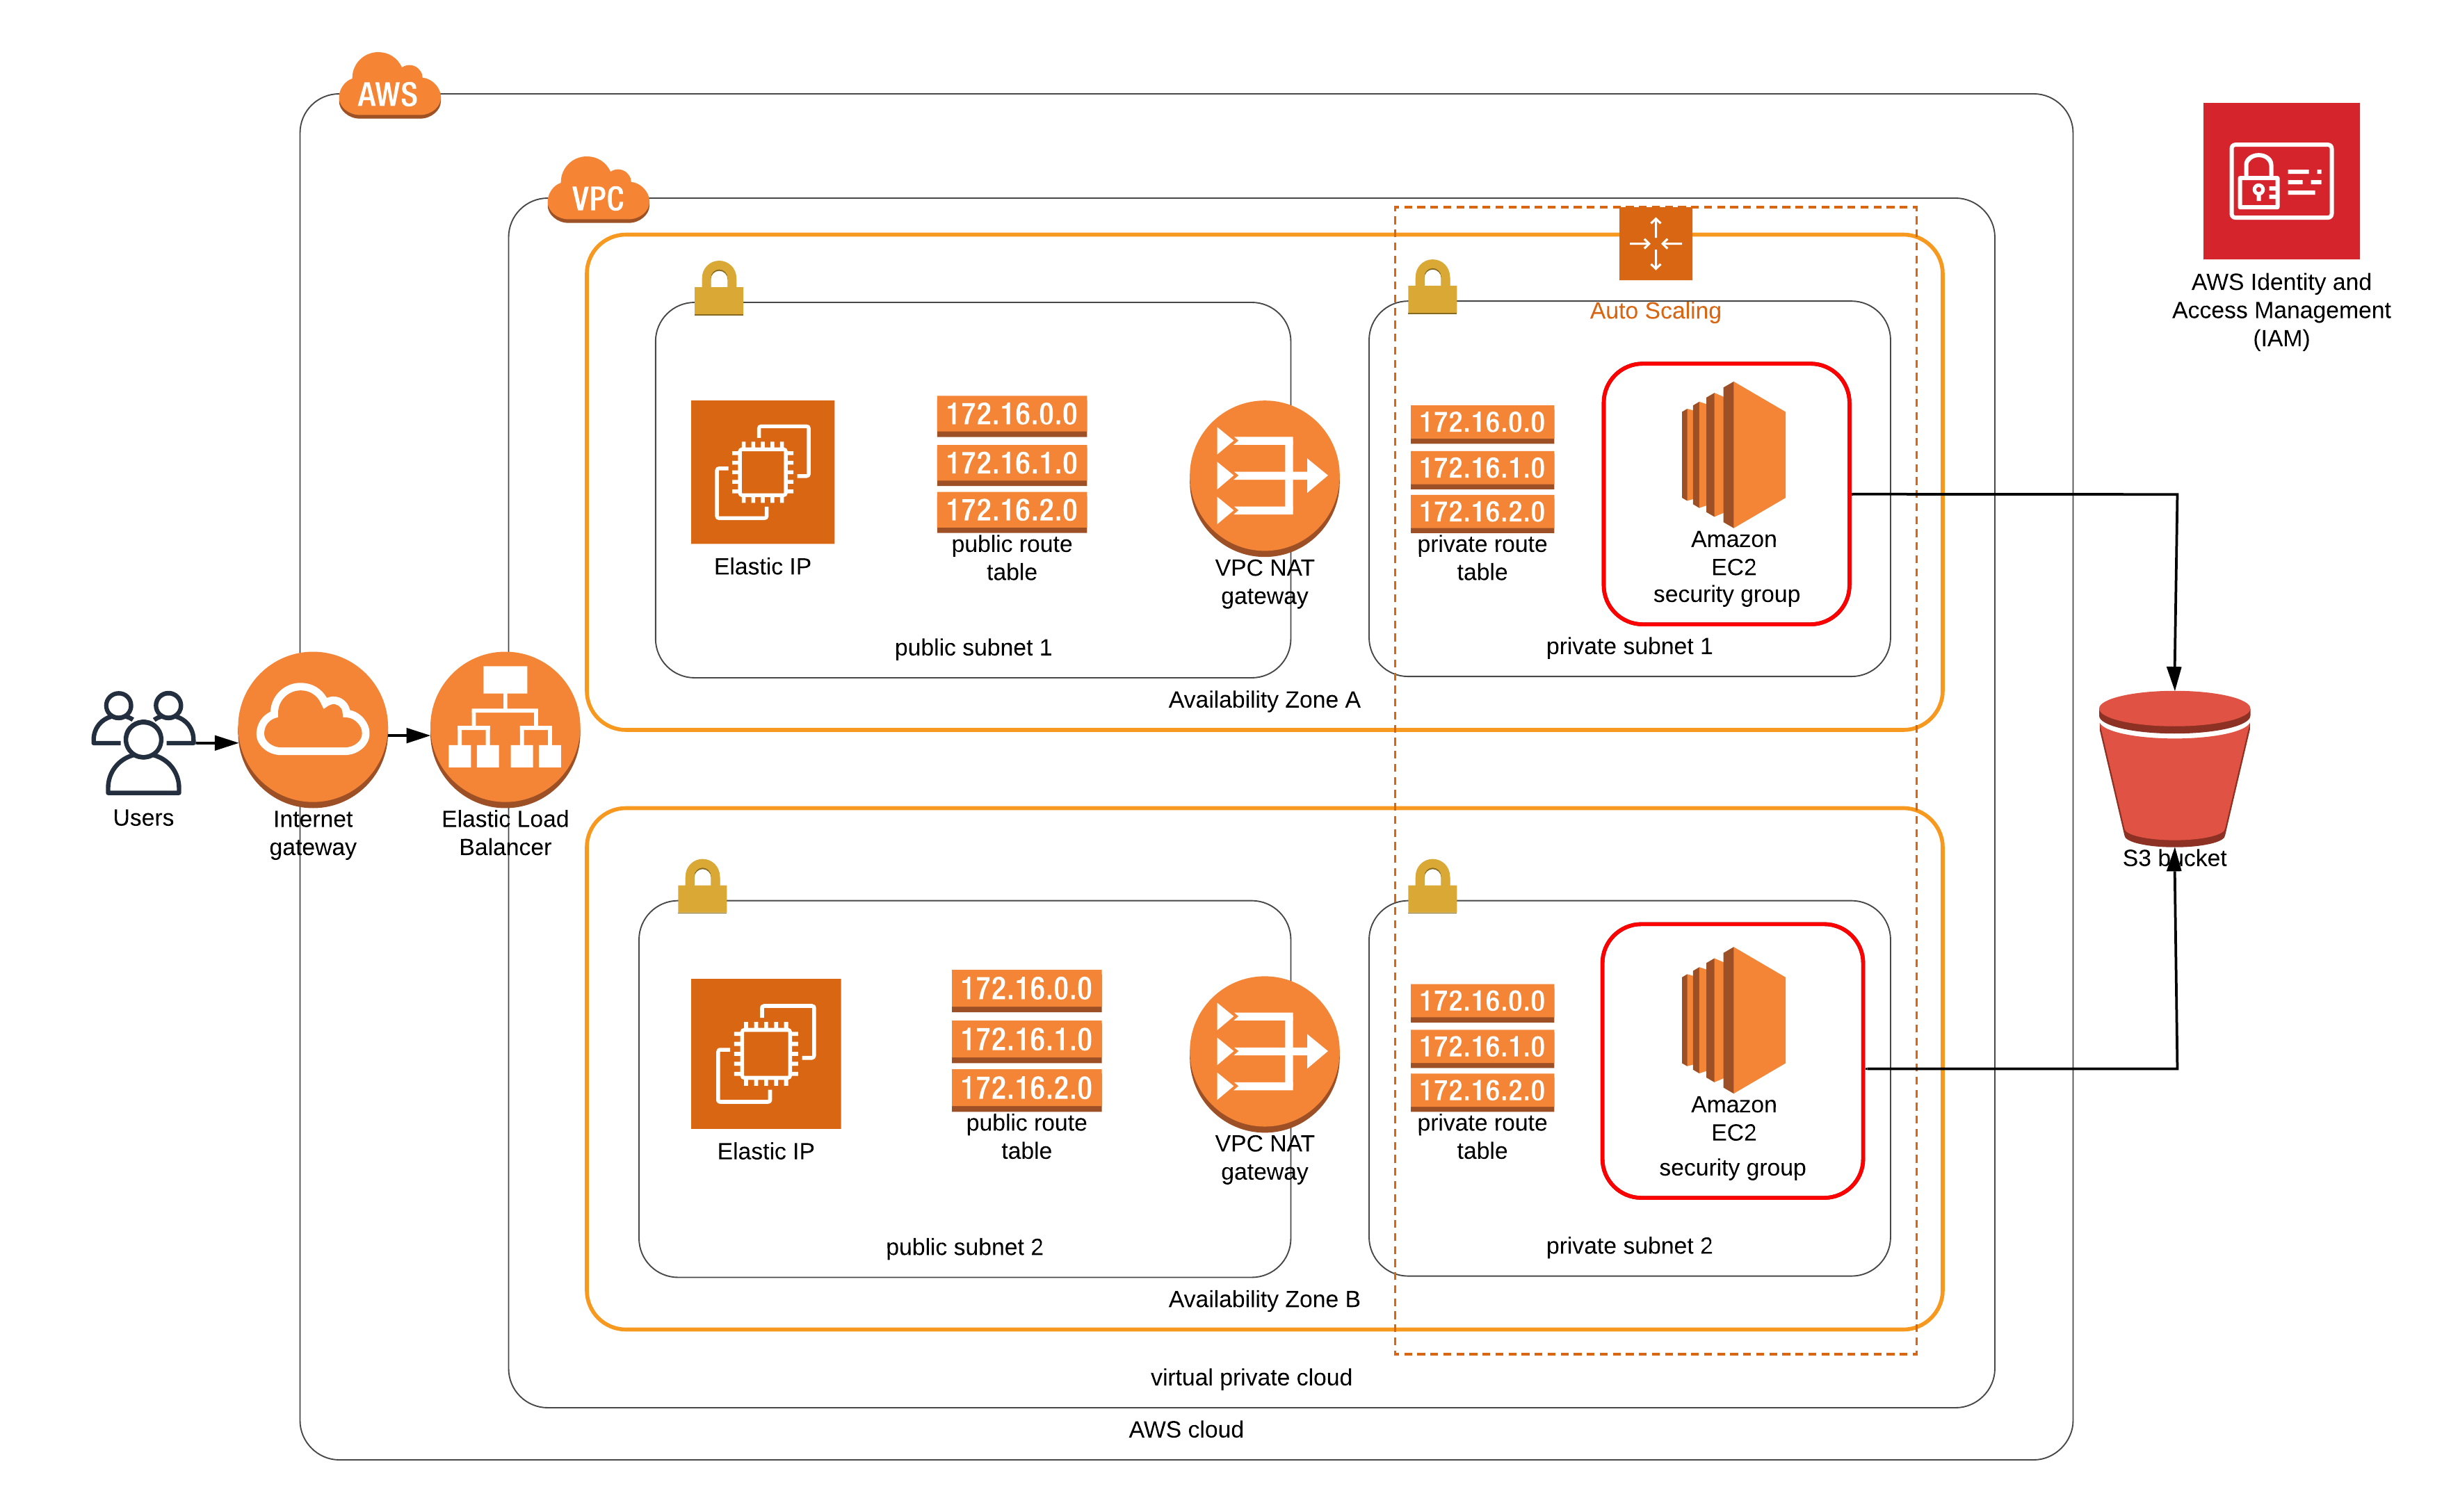 AWS
VPC
AWS Identity and
Access Management
(IAM)
Auto Scaling
172.16.0.0
172.16.1.0
172.16.2.0
public route
table
Elastic IP
VPC NAT
gateway
172.16.0.0
172.16.1.0
172.16.2.0
private route
table
Amazon
EC2
security group
public subnet 1
private subnet 1
Availability Zone A
Users
Internet
gateway
Elastic Load
Balancer
S3 bucket
172.16.0.0
172.16.1.0
172.16.2.0
public route
table
Elastic IP
VPC NAT
gateway
172.16.0.0
172.16.1.0
172.16.2.0
private route
table
Amazon
EC2
security group
public subnet 2
private subnet 2
Availability Zone B
virtual private cloud
AWS cloud